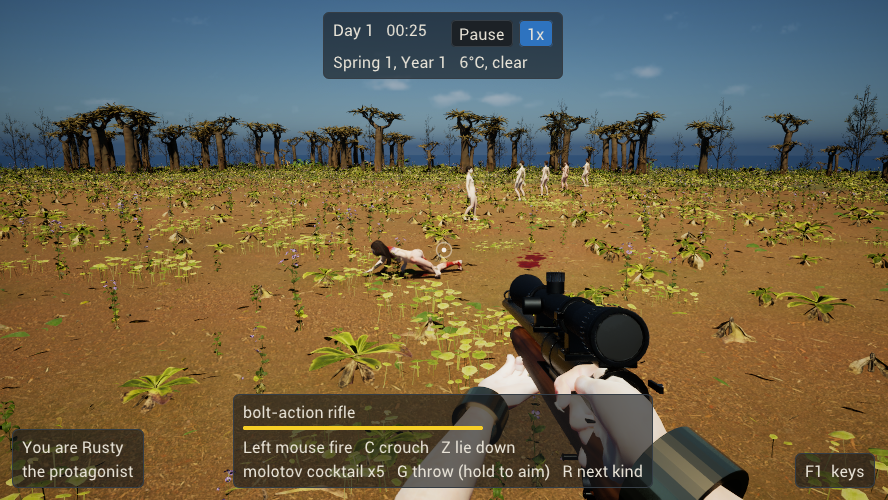 Day 1 00:25 Pause 1x
Spring 1, Year 1 6°C, clear
bolt-action rifle
Left mouse fire C crouch Z lie down
molotov cocktail x5 G throw (hold to aim) R next kind
You are Rusty
the protagonist
F1 keys